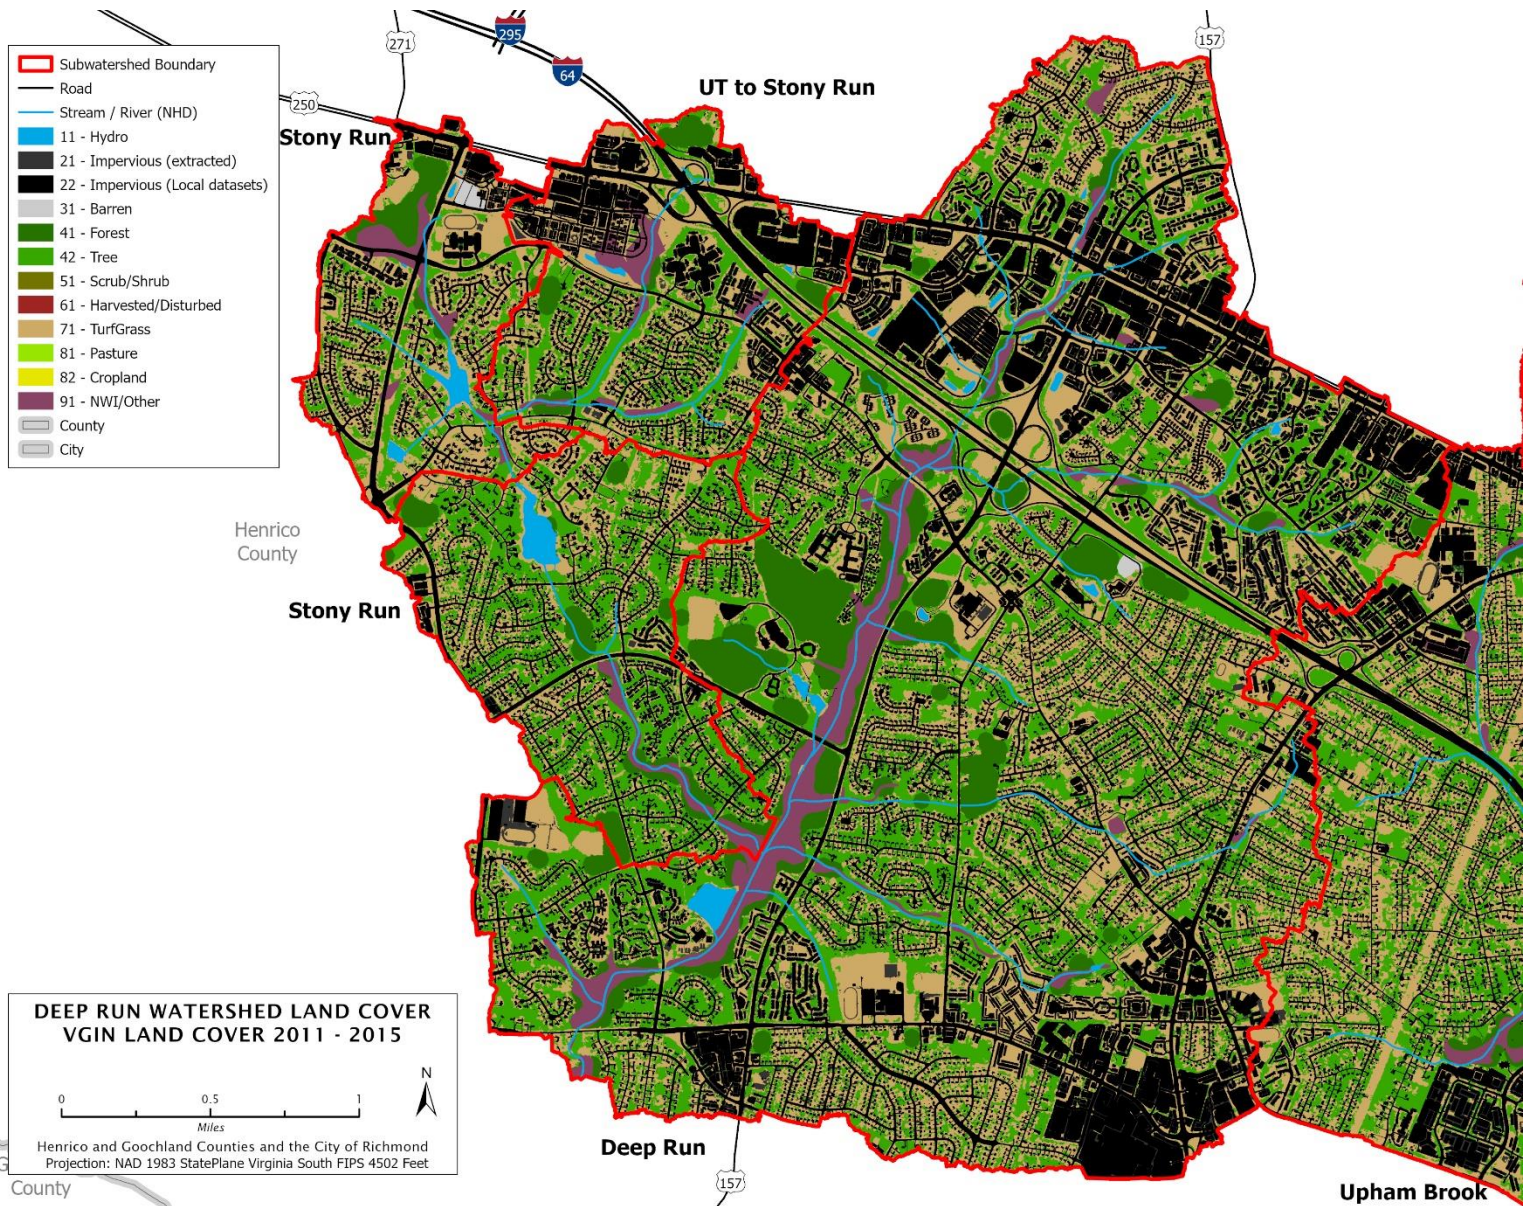 Subwatershed Boundary
Road
Stream / River (NHD)
11 - Hydro
21 - Impervious (extracted)
22 - Impervious (Local datasets)
31 - Barren
41 - Forest
42 - Tree
51 - Scrub/Shrub
61 - Harvested/Disturbed
71 - TurfGrass
81 - Pasture
82 - Cropland
91 - NWI/Other
County
City
295
64
271
250
157
UT to Stony Run
Stony Run
Henrico
County
Stony Run
DEEP RUN WATERSHED LAND COVER
VGIN LAND COVER 2011 - 2015
N
0 0.5 1
Miles
Henrico and Goochland Counties and the City of Richmond
Projection: NAD 1983 StatePlane Virginia South FIPS 4502 Feet
County
Deep Run
157
Upham Brook